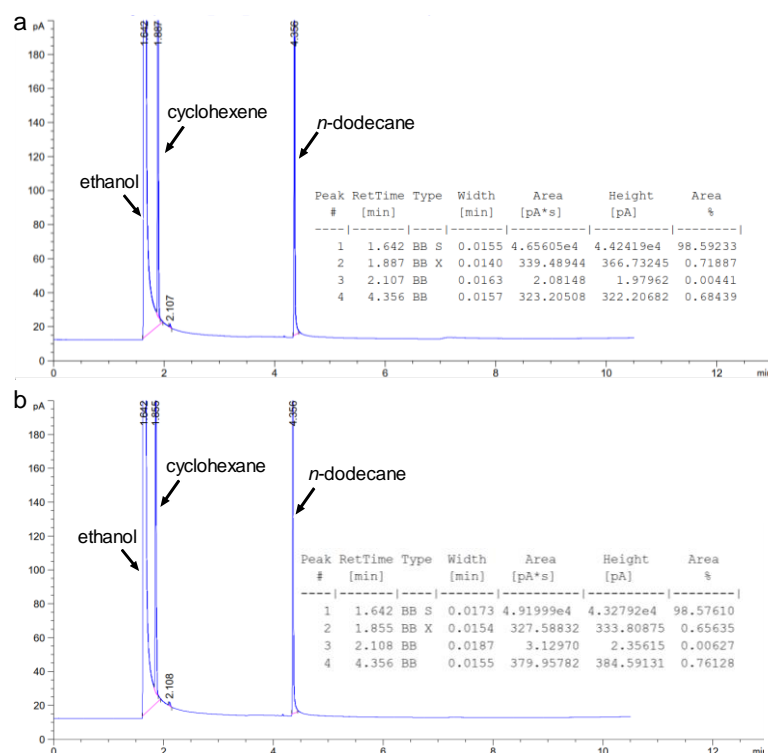 a
pA
1.642
1.887
4.356
180
160
140
120
100
80
60
40
20
0
cyclohexene
n-dodecane
ethanol
2.107
Peak RetTime Type Width Area Height Area
# [min] [min] [pA*s] [pA] %
1 1.642 BB S 0.0155 4.65605e4 4.42419e4 98.59233
2 1.887 BB X 0.0140 339.48944 366.73245 0.71887
3 2.107 BB 0.0163 2.08148 1.97962 0.00441
4 4.356 BB 0.0157 323.20508 322.20682 0.68439
0 2 4 6 8 10 12 min
b
pA
1.642
1.855
4.356
180
160
140
120
100
80
60
40
20
0
cyclohexane
n-dodecane
ethanol
2.108
Peak RetTime Type Width Area Height Area
# [min] [min] [pA*s] [pA] %
1 1.642 BB S 0.0173 4.91999e4 4.32792e4 98.57610
2 1.855 BB X 0.0154 327.58832 333.80875 0.65635
3 2.108 BB 0.0187 3.12970 2.35615 0.00627
4 4.356 BB 0.0155 379.95782 384.59131 0.76128
0 2 4 6 8 10 12 min